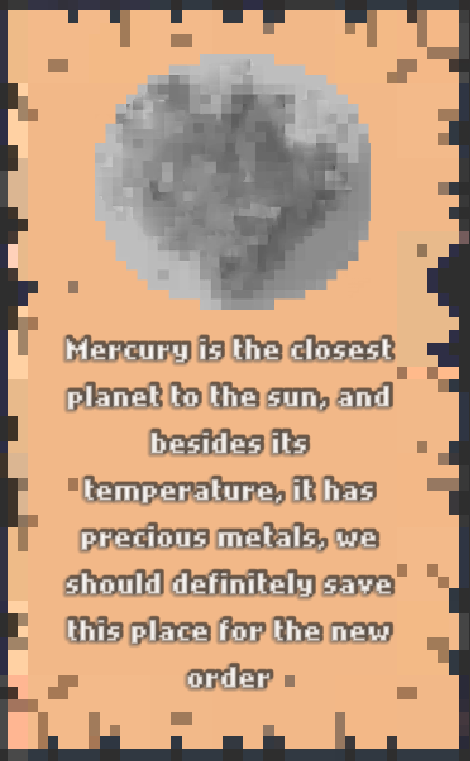 Mercury is the closest
planet to the sun, and
besides its
temperature, it has
precious metals, we
should definitely save
this place for the new
order